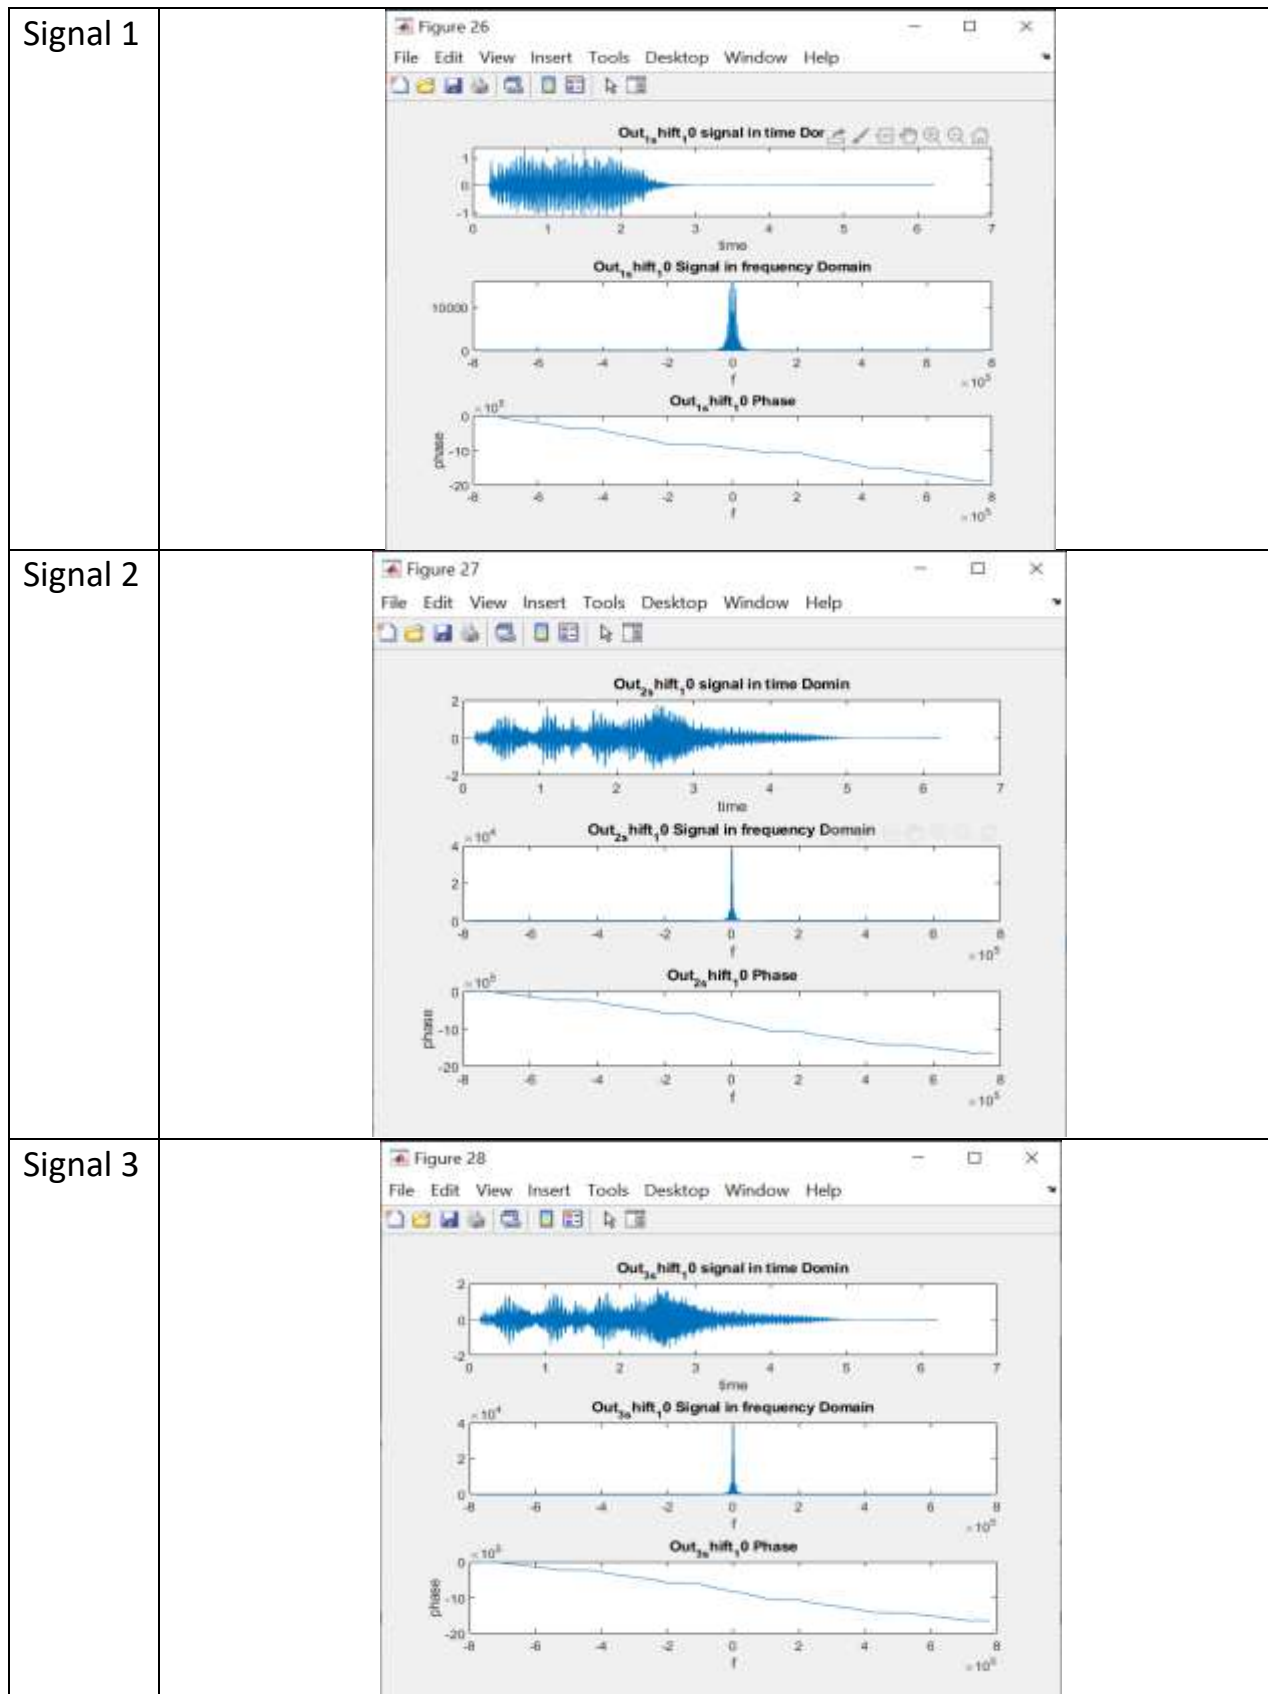 Signal 1
Figure 26
File Edit View Insert Tools Desktop Window Help
Out1shift10 signal in time Dor
1
0
-1
0 1 2 3 4 5 6 7
time
Out1shift10 Signal in frequency Domain
10000
0
-8 -6 -4 -2 0 2 4 6 8
f
×10^5
Out1shift10 Phase
×10^5
0
-10
-20
phase
-8 -6 -4 -2 0 2 4 6 8
f
×10^5
Signal 2
Figure 27
File Edit View Insert Tools Desktop Window Help
Out2shift10 signal in time Domin
2
0
-2
0 1 2 3 4 5 6 7
time
Out2shift10 Signal in frequency Domain
×10^4
4
2
0
-8 -6 -4 -2 0 2 4 6 8
f
×10^5
Out2shift10 Phase
×10^5
0
-10
-20
phase
-8 -6 -4 -2 0 2 4 6 8
f
×10^5
Signal 3
Figure 28
File Edit View Insert Tools Desktop Window Help
Out3shift10 signal in time Domin
2
0
-2
0 1 2 3 4 5 6 7
time
Out3shift10 Signal in frequency Domain
×10^4
4
2
0
-8 -6 -4 -2 0 2 4 6 8
f
×10^5
Out3shift10 Phase
×10^5
0
-10
-20
phase
-8 -6 -4 -2 0 2 4 6 8
f
×10^5